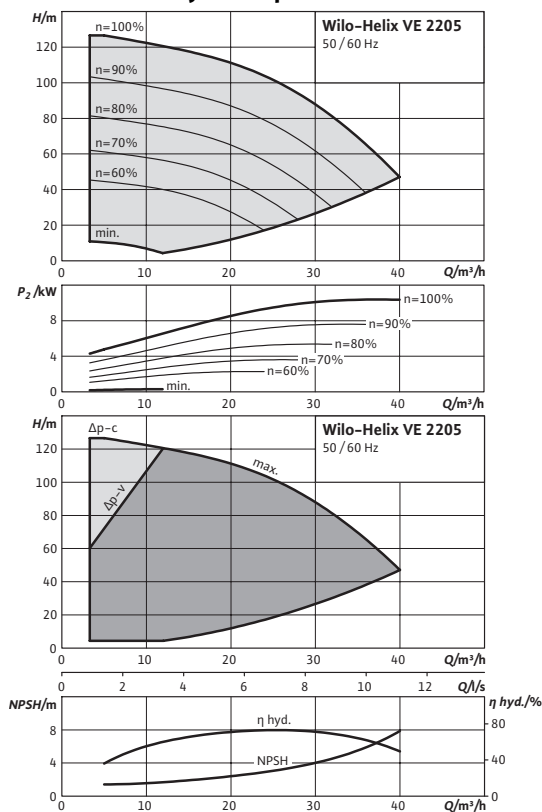 H/m
n=100%
Wilo-Helix VE 2205
50/60 Hz
120
n=90%
100
80
n=80%
60
n=70%
40
n=60%
20
min.
0
0 10 20 30 40 Q/m³/h
P₂/kW
n=100%
8
n=90%
n=80%
4
n=70%
n=60%
min.
0
0 10 20 30 40 Q/m³/h
H/m
Δp-c
Wilo-Helix VE 2205
50/60 Hz
120
max.
100
Δp-v
80
60
40
20
0
0 10 20 30 40 Q/m³/h
0 2 4 6 8 10 12 Q/l/s
NPSH/m
η hyd./%
η hyd.
8
80
NPSH
4
40
0
0
0 10 20 30 40 Q/m³/h